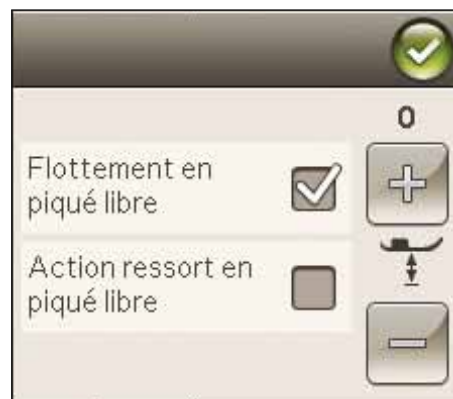 0
Flottement en
piqué libre
Action ressort en
piqué libre